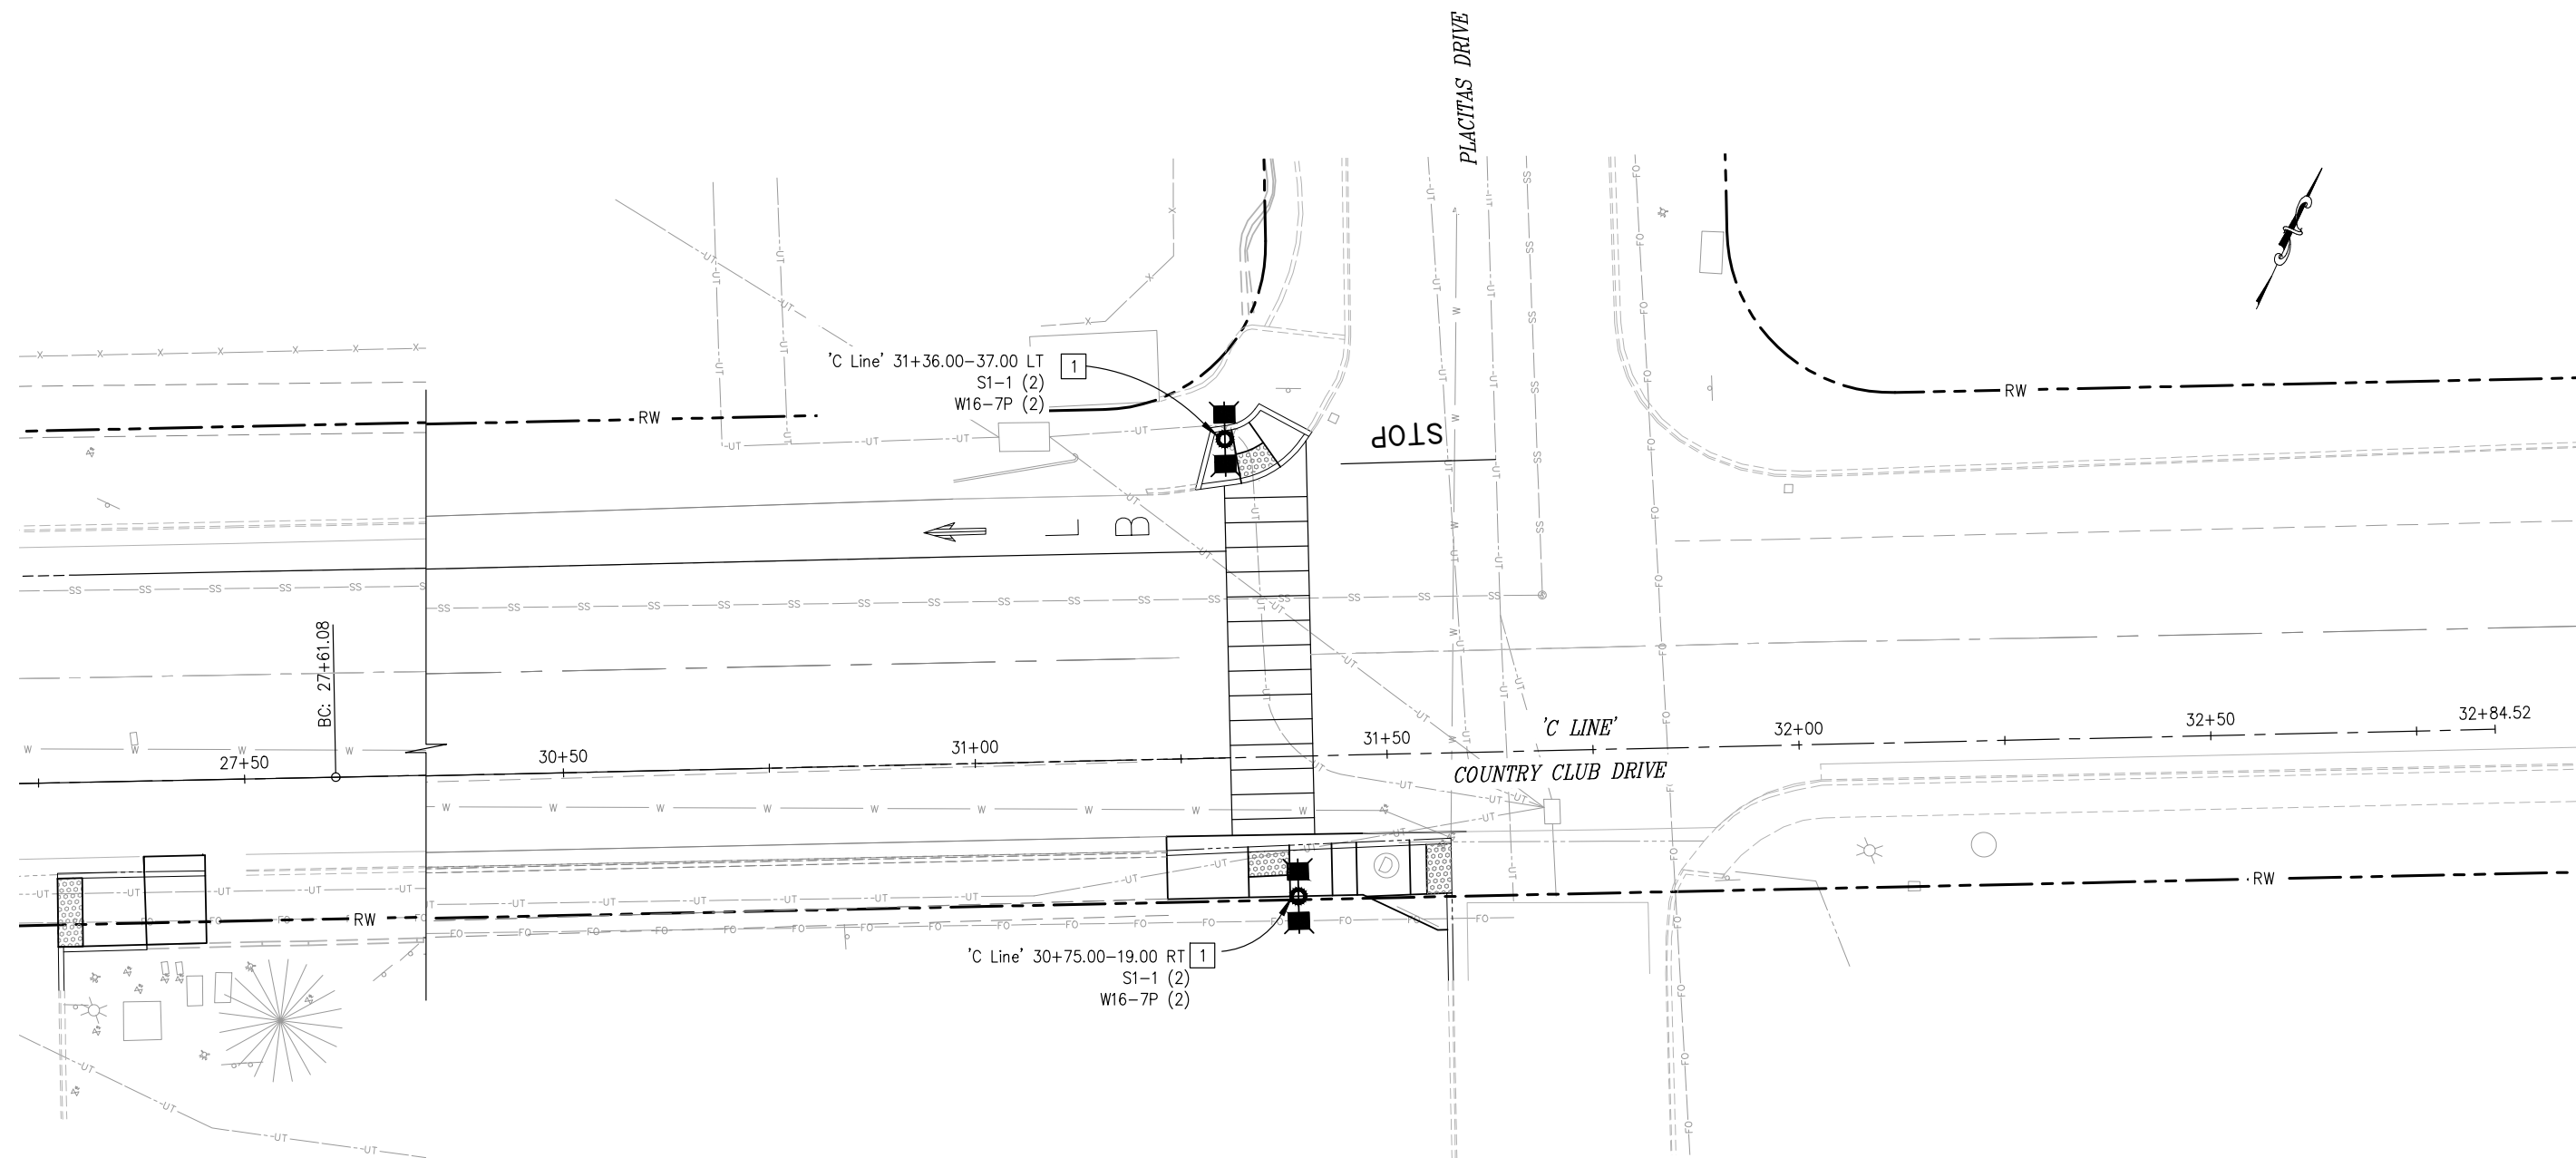 PLACITAS DRIVE
'C Line' 31+36.00-37.00 LT
1
S1-1 (2)
W16-7P (2)
RW
RW
STOP
L B
BC: 27+61.08
27+50
30+50
31+00
31+50
'C LINE'
32+00
32+50
32+84.52
COUNTRY CLUB DRIVE
RW
RW
'C Line' 30+75.00-19.00 RT
1
S1-1 (2)
W16-7P (2)